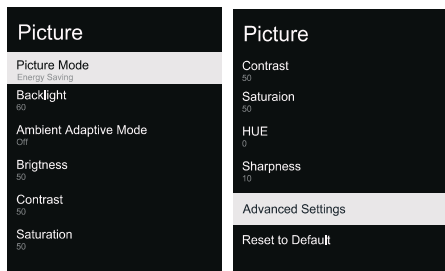 Picture
Picture Mode
Energy Saving
Backlight
60
Ambient Adaptive Mode
Off
Brigtness
50
Contrast
50
Saturation
50
Picture
Contrast
50
Saturaion
50
HUE
0
Sharpness
10
Advanced Settings
Reset to Default